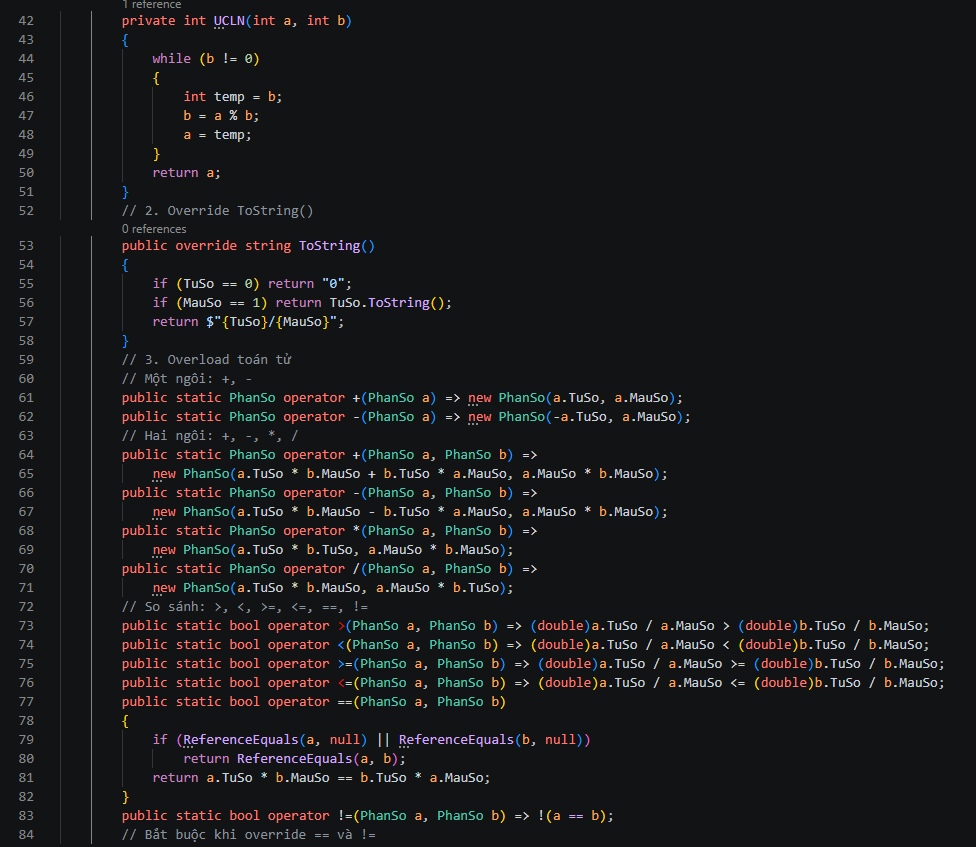 1 reference
42 private int UCLN(int a, int b)
43 {
44 while (b != 0)
45 {
46 int temp = b;
47 b = a % b;
48 a = temp;
49 }
50 return a;
51 }
52 // 2. Override ToString()
0 references
53 public override string ToString()
54 {
55 if (TuSo == 0) return "0";
56 if (MauSo == 1) return TuSo.ToString();
57 return $"{TuSo}/{MauSo}";
58 }
59 // 3. Overload toán tử
60 // Một ngôi: +, -
61 public static PhanSo operator +(PhanSo a) => new PhanSo(a.TuSo, a.MauSo);
62 public static PhanSo operator -(PhanSo a) => new PhanSo(-a.TuSo, a.MauSo);
63 // Hai ngôi: +, -, *, /
64 public static PhanSo operator +(PhanSo a, PhanSo b) =>
65 new PhanSo(a.TuSo * b.MauSo + b.TuSo * a.MauSo, a.MauSo * b.MauSo);
66 public static PhanSo operator -(PhanSo a, PhanSo b) =>
67 new PhanSo(a.TuSo * b.MauSo - b.TuSo * a.MauSo, a.MauSo * b.MauSo);
68 public static PhanSo operator *(PhanSo a, PhanSo b) =>
69 new PhanSo(a.TuSo * b.TuSo, a.MauSo * b.MauSo);
70 public static PhanSo operator /(PhanSo a, PhanSo b) =>
71 new PhanSo(a.TuSo * b.MauSo, a.MauSo * b.TuSo);
72 // So sánh: >, <, >=, <=, ==, !=
73 public static bool operator >(PhanSo a, PhanSo b) => (double)a.TuSo / a.MauSo > (double)b.TuSo / b.MauSo;
74 public static bool operator <(PhanSo a, PhanSo b) => (double)a.TuSo / a.MauSo < (double)b.TuSo / b.MauSo;
75 public static bool operator >=(PhanSo a, PhanSo b) => (double)a.TuSo / a.MauSo >= (double)b.TuSo / b.MauSo;
76 public static bool operator <=(PhanSo a, PhanSo b) => (double)a.TuSo / a.MauSo <= (double)b.TuSo / b.MauSo;
77 public static bool operator ==(PhanSo a, PhanSo b)
78 {
79 if (ReferenceEquals(a, null) || ReferenceEquals(b, null))
80 return ReferenceEquals(a, b);
81 return a.TuSo * b.MauSo == b.TuSo * a.MauSo;
82 }
83 public static bool operator !=(PhanSo a, PhanSo b) => !(a == b);
84 // Bắt buộc khi override == và !=